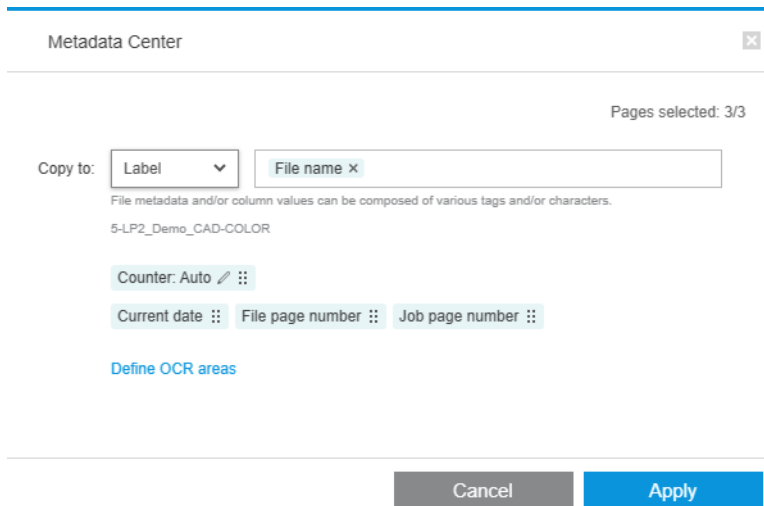 Metadata Center
Pages selected: 3/3
Copy to: Label File name ×
File metadata and/or column values can be composed of various tags and/or characters.
5-LP2_Demo_CAD-COLOR
Counter: Auto
Current date File page number Job page number
Define OCR areas
Cancel Apply